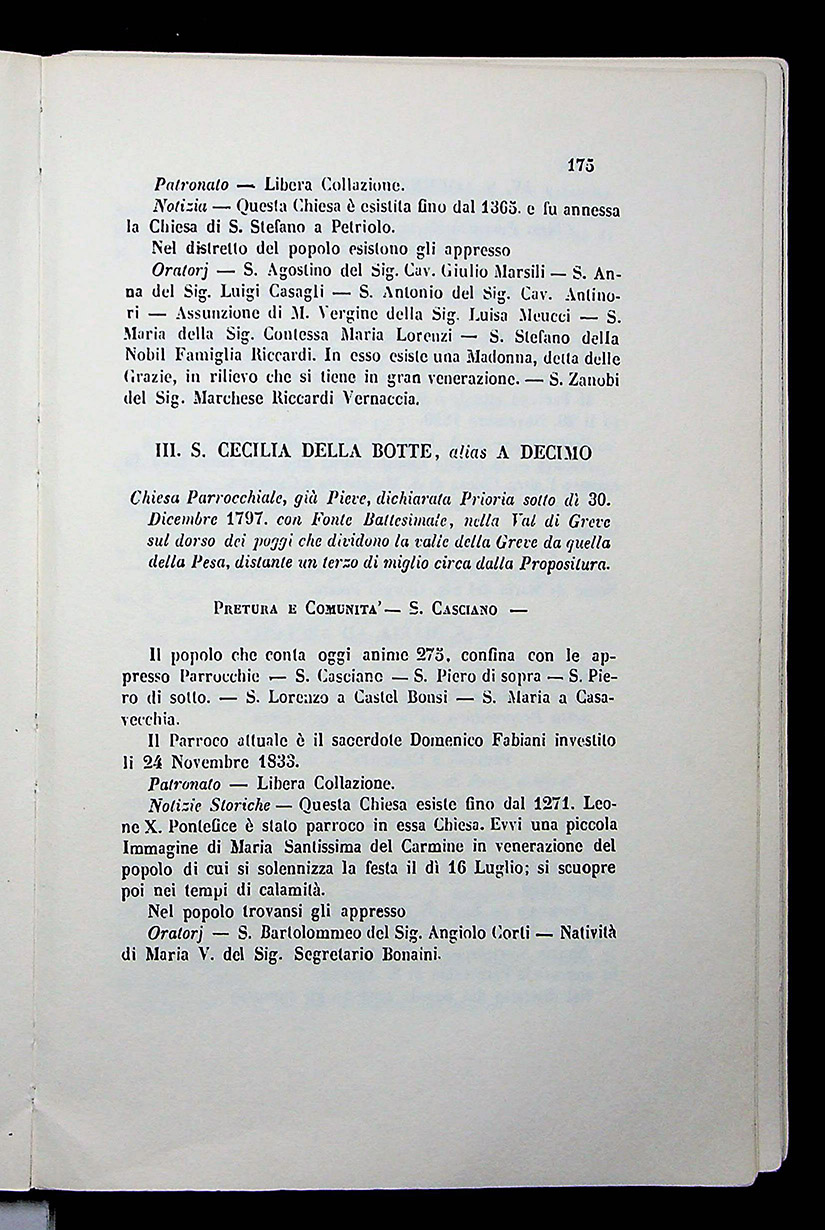 175
Patronato — Libera Collazione.
Notizia — Questa Chiesa è esistita fino dal 1365. e fu annessa
la Chiesa di S. Stefano a Petriolo.
Nel distretto del popolo esistono gli appresso
Oratorj — S. Agostino del Sig. Cav. Giulio Marsili — S. An-
na del Sig. Luigi Casagli — S. Antonio del Sig. Cav. Antino-
ri — Assunzione di M. Vergine della Sig. Luisa Meucci — S.
Maria della Sig. Contessa Maria Lorenzi — S. Stefano della
Nobil Famiglia Riccardi. In esso esiste una Madonna, detta delle
Grazie, in rilievo che si tiene in gran venerazione. — S. Zanobi
del Sig. Marchese Riccardi Vernaccia.
III. S. CECILIA DELLA BOTTE, alias A DECIMO
Chiesa Parrocchiale, già Pieve, dichiarata Prioria sotto dì 30.
Dicembre 1797. con Fonte Battesimale, nella Val di Greve
sul dorso dei poggi che dividono la valle della Greve da quella
della Pesa, distante un terzo di miglio circa dalla Propositura.
PRETURA E COMUNITA' — S. CASCIANO —
Il popolo che conta oggi anime 275, confina con le ap-
presso Parrocchie — S. Casciano — S. Piero di sopra — S. Pie-
ro di sotto. — S. Lorenzo a Castel Bonsi — S. Maria a Casa-
vecchia.
Il Parroco attuale è il sacerdote Domenico Fabiani investito
li 24 Novembre 1833.
Patronato — Libera Collazione.
Notizie Storiche — Questa Chiesa esiste fino dal 1271. Leo-
ne X. Pontefice è stato parroco in essa Chiesa. Evvi una piccola
Immagine di Maria Santissima del Carmine in venerazione del
popolo di cui si solennizza la festa il dì 16 Luglio; si scuopre
poi nei tempi di calamità.
Nel popolo trovansi gli appresso
Oratorj — S. Bartolommeo del Sig. Angiolo Corti — Natività
di Maria V. del Sig. Segretario Bonaini.